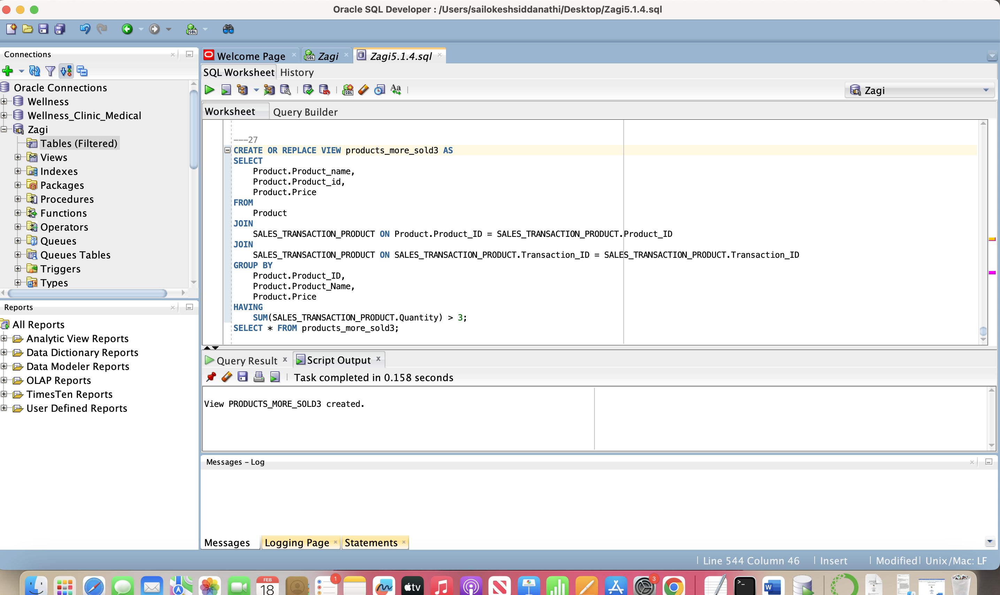 Oracle SQL Developer : /Users/sailokeshsiddanathi/Desktop/Zagi5.1.4.sql
Connections
Oracle Connections
Wellness
Wellness_Clinic_Medical
Zagi
Tables (Filtered)
Views
Indexes
Packages
Procedures
Functions
Operators
Queues
Queues Tables
Triggers
Types
Reports
All Reports
Analytic View Reports
Data Dictionary Reports
Data Modeler Reports
OLAP Reports
TimesTen Reports
User Defined Reports
Welcome Page
Zagi
Zagi5.1.4.sql
SQL Worksheet
History
Zagi
Worksheet
Query Builder
---27
CREATE OR REPLACE VIEW products_more_sold3 AS
SELECT
Product.Product_name,
Product.Product_id,
Product.Price
FROM
Product
JOIN
SALES_TRANSACTION_PRODUCT ON Product.Product_ID = SALES_TRANSACTION_PRODUCT.Product_ID
JOIN
SALES_TRANSACTION_PRODUCT ON SALES_TRANSACTION_PRODUCT.Transaction_ID = SALES_TRANSACTION_PRODUCT.Transaction_ID
GROUP BY
Product.Product_ID,
Product.Product_Name,
Product.Price
HAVING
SUM(SALES_TRANSACTION_PRODUCT.Quantity) > 3;
SELECT * FROM products_more_sold3;
Query Result
Script Output
Task completed in 0.158 seconds
View PRODUCTS_MORE_SOLD3 created.
Messages - Log
Messages
Logging Page
Statements
Line 544 Column 46
Insert
Modified
Unix/Mac: LF
FEB
18
1
tv
3
>_
W